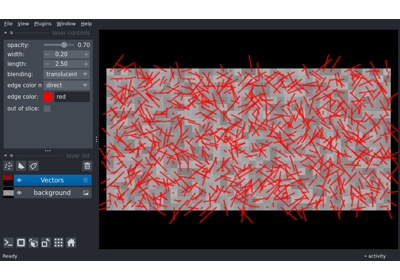 File View Plugins Window Help
layer controls
opacity: 0.70
width: 0.20
length: 2.50
blending: translucent
edge color m direct
edge color: red
out of slice:
layer list
Vectors
background
Ready
activity